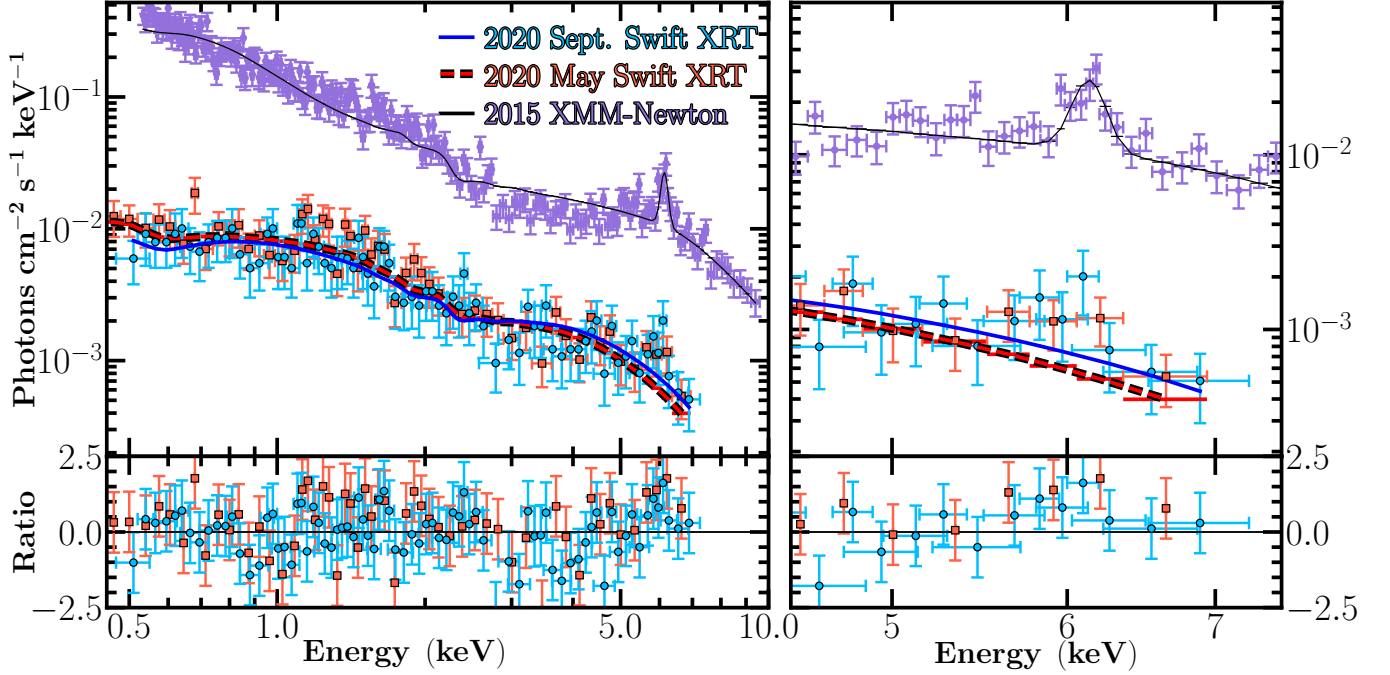 2020 Sept. Swift XRT
2020 May Swift XRT
2015 XMM-Newton
Photons cm⁻² s⁻¹ keV⁻¹
10⁻¹
10⁻²
10⁻³
10⁻²
10⁻³
Ratio
2.5
0.0
−2.5
2.5
0.0
−2.5
0.5 1.0 5.0 10.0
5 6 7
Energy (keV)
Energy (keV)